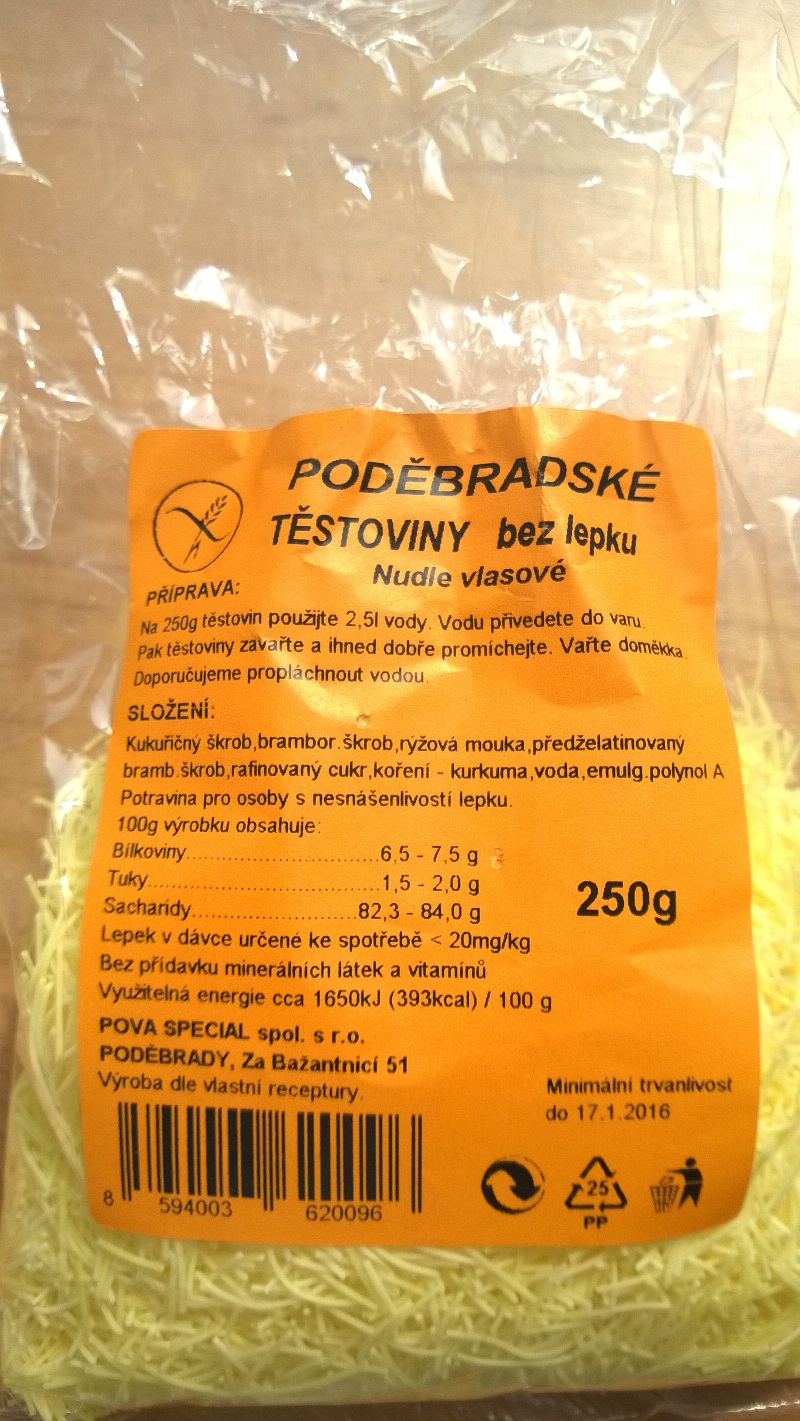 PODĚBRADSKÉ
TĚSTOVINY bez lepku
Nudle vlasové
PŘÍPRAVA:
Na 250g těstovin použijte 2,5l vody. Vodu přivedete do varu.
Pak těstoviny zavařte a ihned dobře promíchejte. Vařte doměkka.
Doporučujeme propláchnout vodou.
SLOŽENÍ:
Kukuřičný škrob,brambor.škrob,rýžová mouka,předželatinovaný
bramb.škrob,rafinovaný cukr,koření - kurkuma,voda,emulg.polynol A
Potravina pro osoby s nesnášenlivostí lepku.
100g výrobku obsahuje:
Bílkoviny................................6,5 - 7,5 g
Tuky.......................................1,5 - 2,0 g
Sacharidy...........................82,3 - 84,0 g
250g
Lepek v dávce určené ke spotřebě < 20mg/kg
Bez přídavku minerálních látek a vitamínů
Využitelná energie cca 1650kJ (393kcal) / 100 g
POVA SPECIAL spol. s r.o.
PODĚBRADY, Za Bažantnicí 51
Výroba dle vlastní receptury.
Minimální trvanlivost
do 17.1.2016
8 594003 620096
25
PP